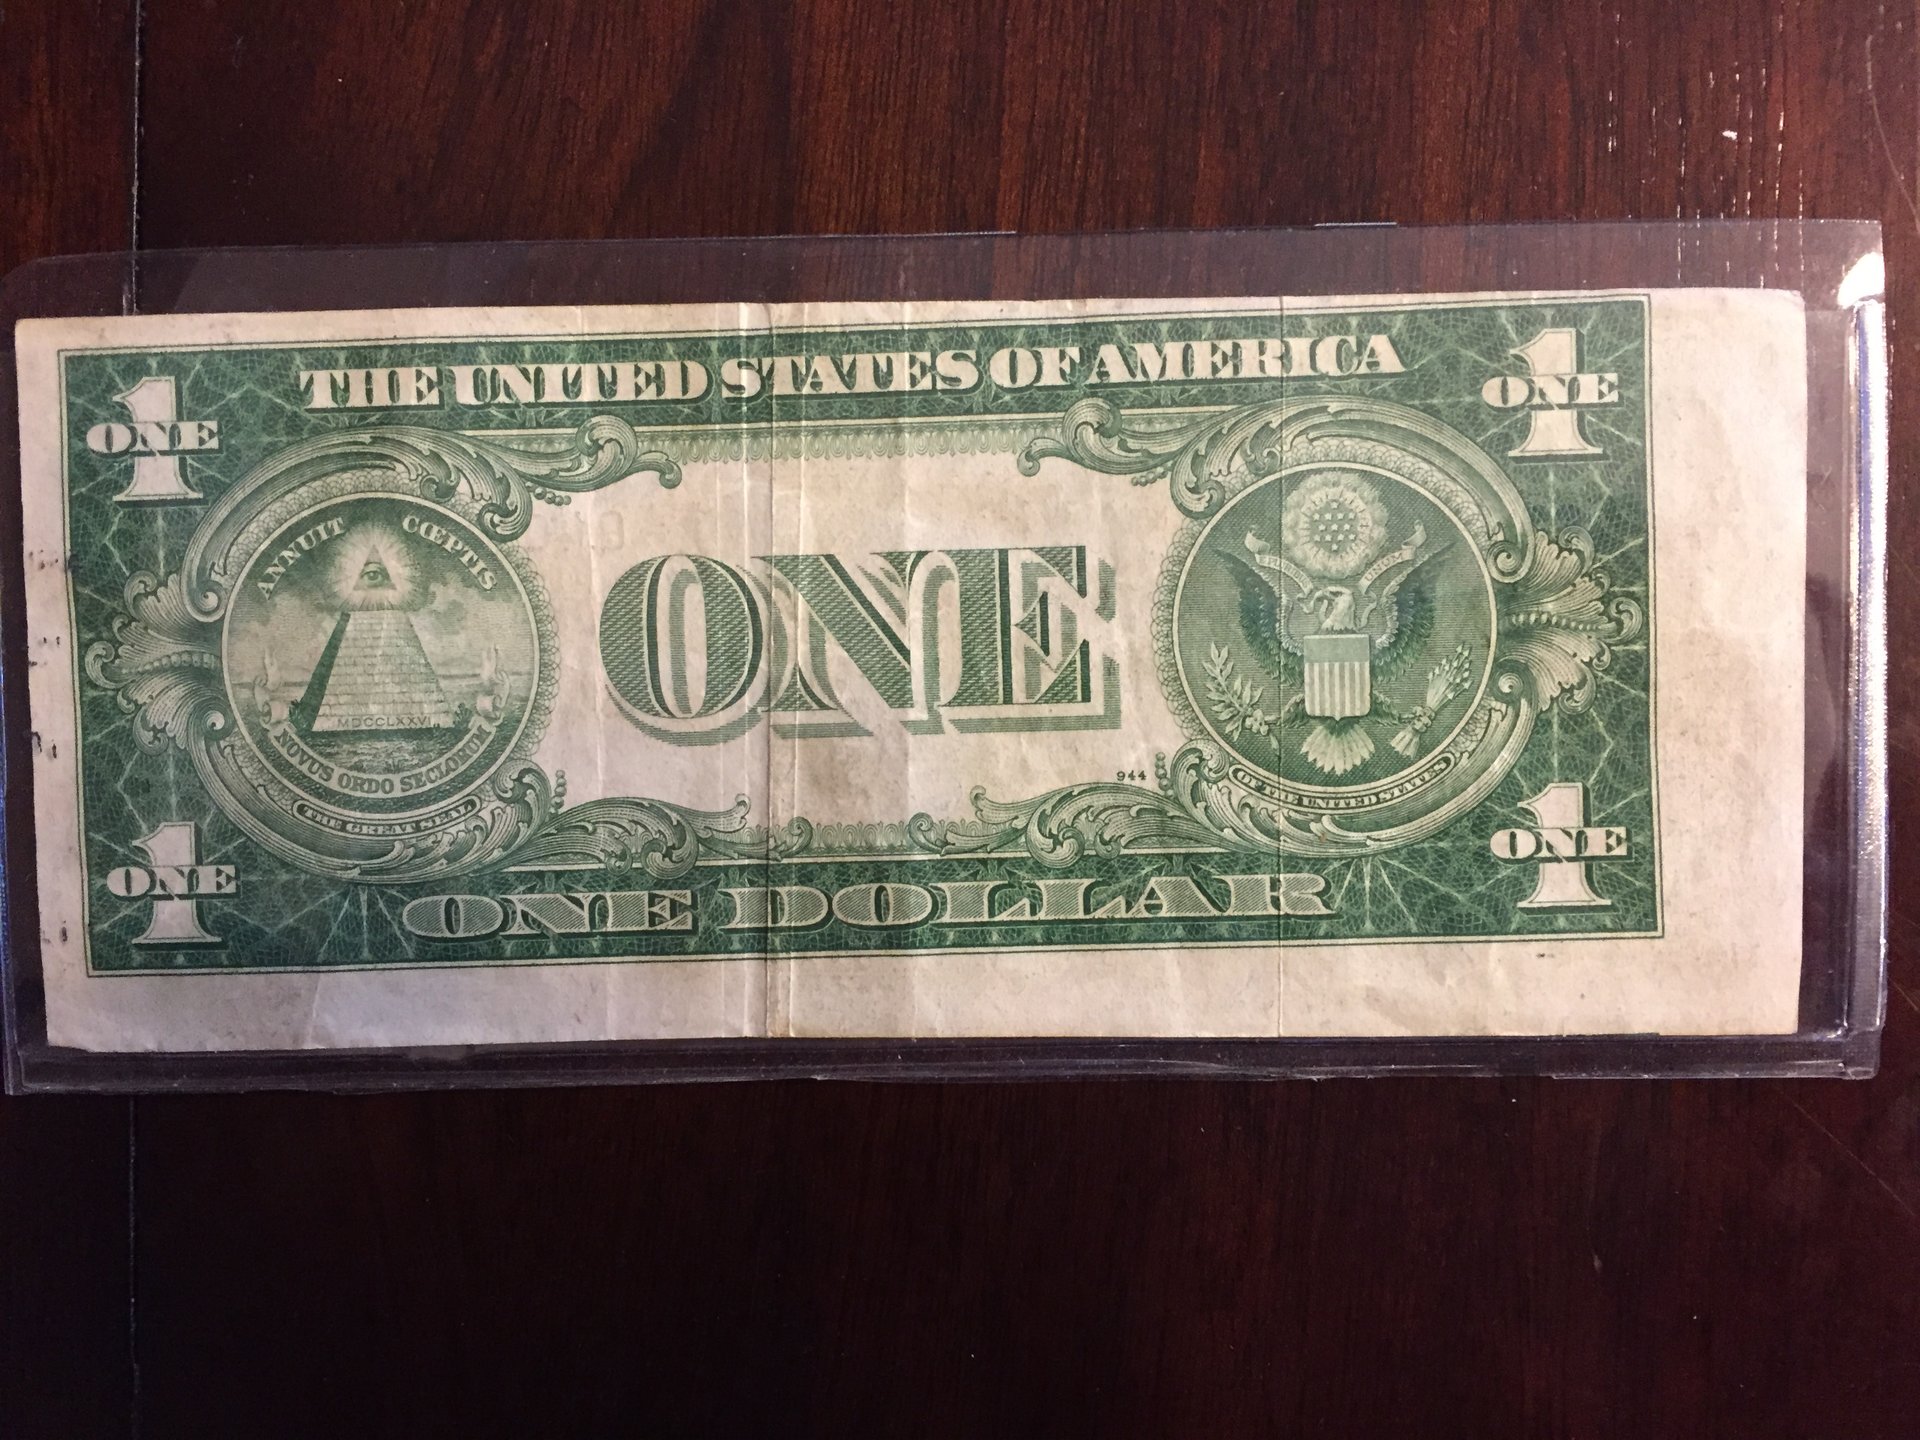 THE UNITED STATES OF AMERICA
1 ONE
1 ONE
ANNUIT CŒPTIS
MDCCLXXVI
NOVUS ORDO SECLORUM
THE GREAT SEAL
ONE
944
OF THE UNITED STATES
1 ONE
1 ONE
ONE DOLLAR